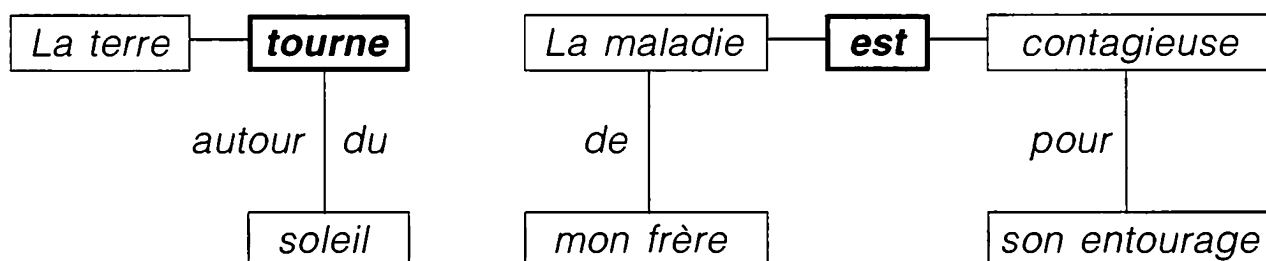 La terre tourne La maladie est contagieuse
autour du de pour
soleil mon frère son entourage